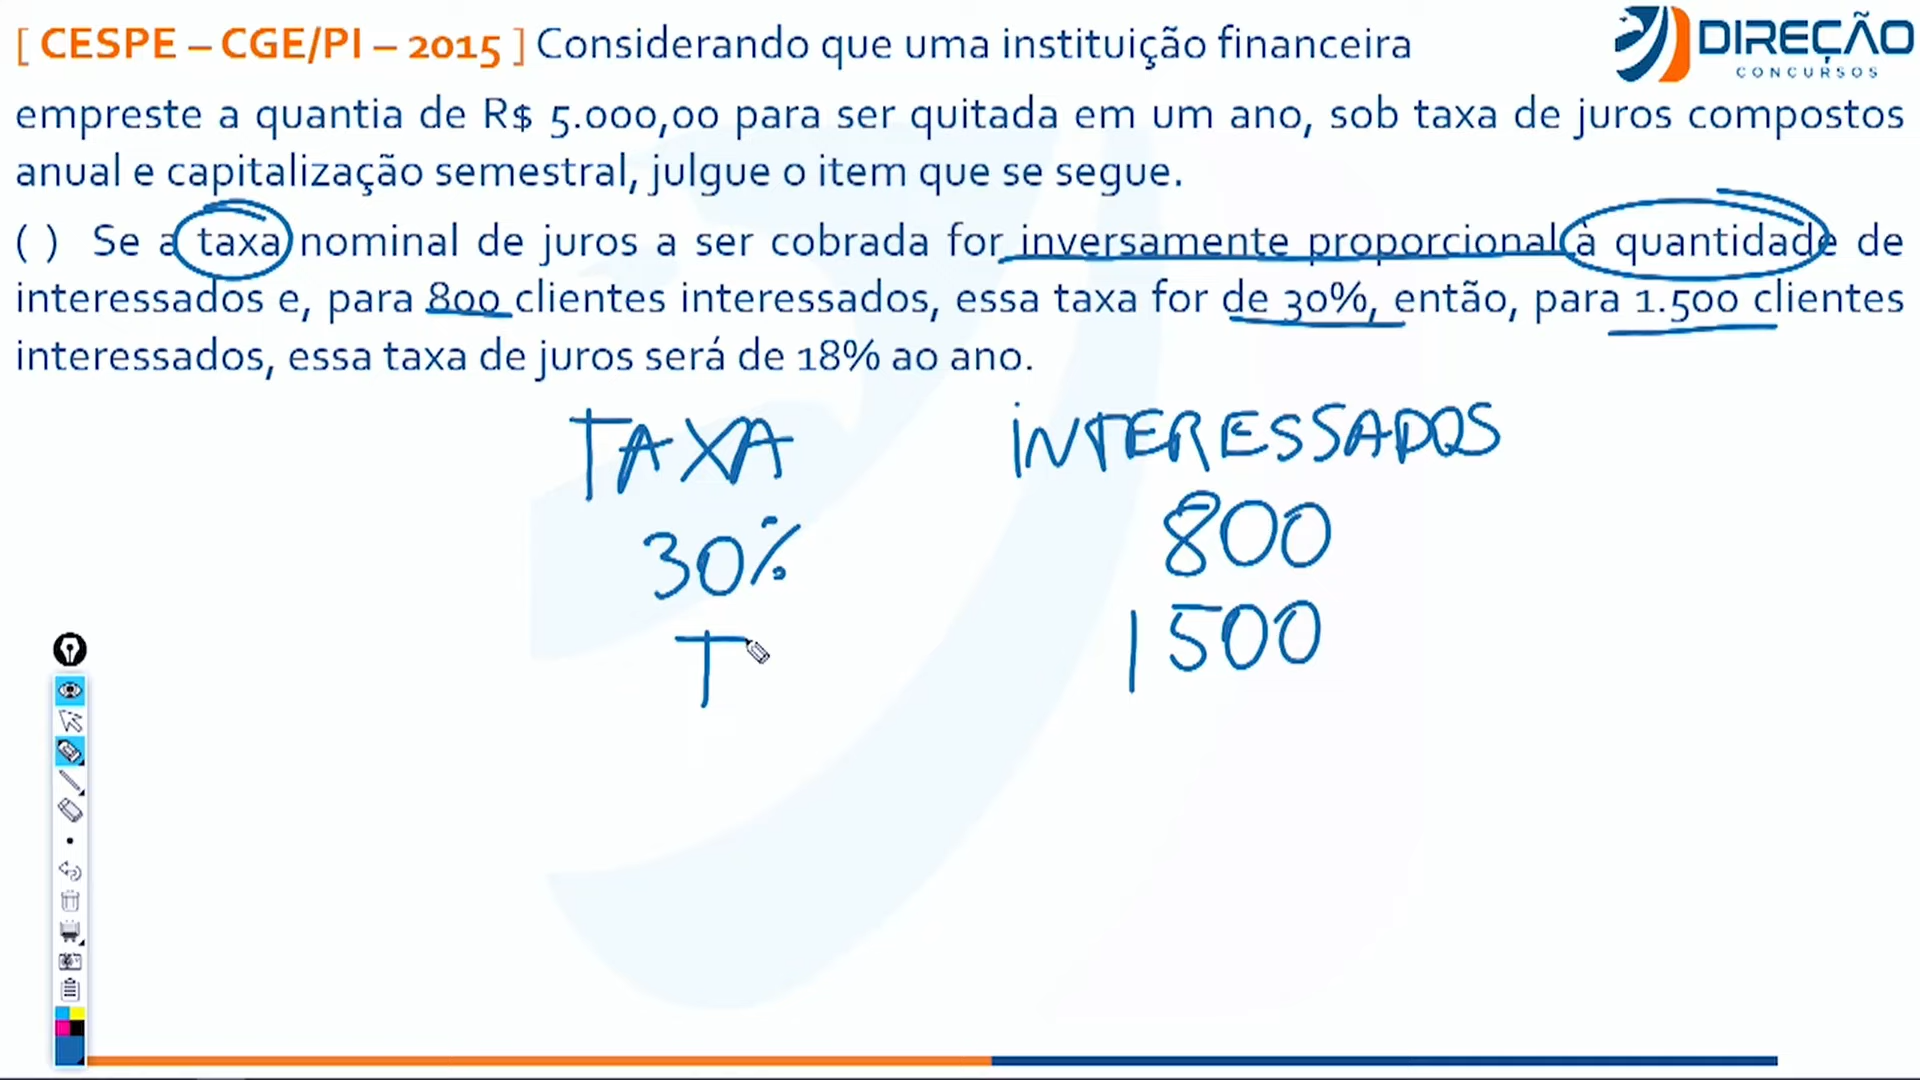 [ CESPE – CGE/PI – 2015 ] Considerando que uma instituição financeira
DIREÇÃO
CONCURSOS
empreste a quantia de R$ 5.000,00 para ser quitada em um ano, sob taxa de juros compostos
anual e capitalização semestral, julgue o item que se segue.
( ) Se a taxa nominal de juros a ser cobrada for inversamente proporcional à quantidade de
interessados e, para 800 clientes interessados, essa taxa for de 30%, então, para 1.500 clientes
interessados, essa taxa de juros será de 18% ao ano.
TAXA INTERESSADOS
30% 800
T 1500